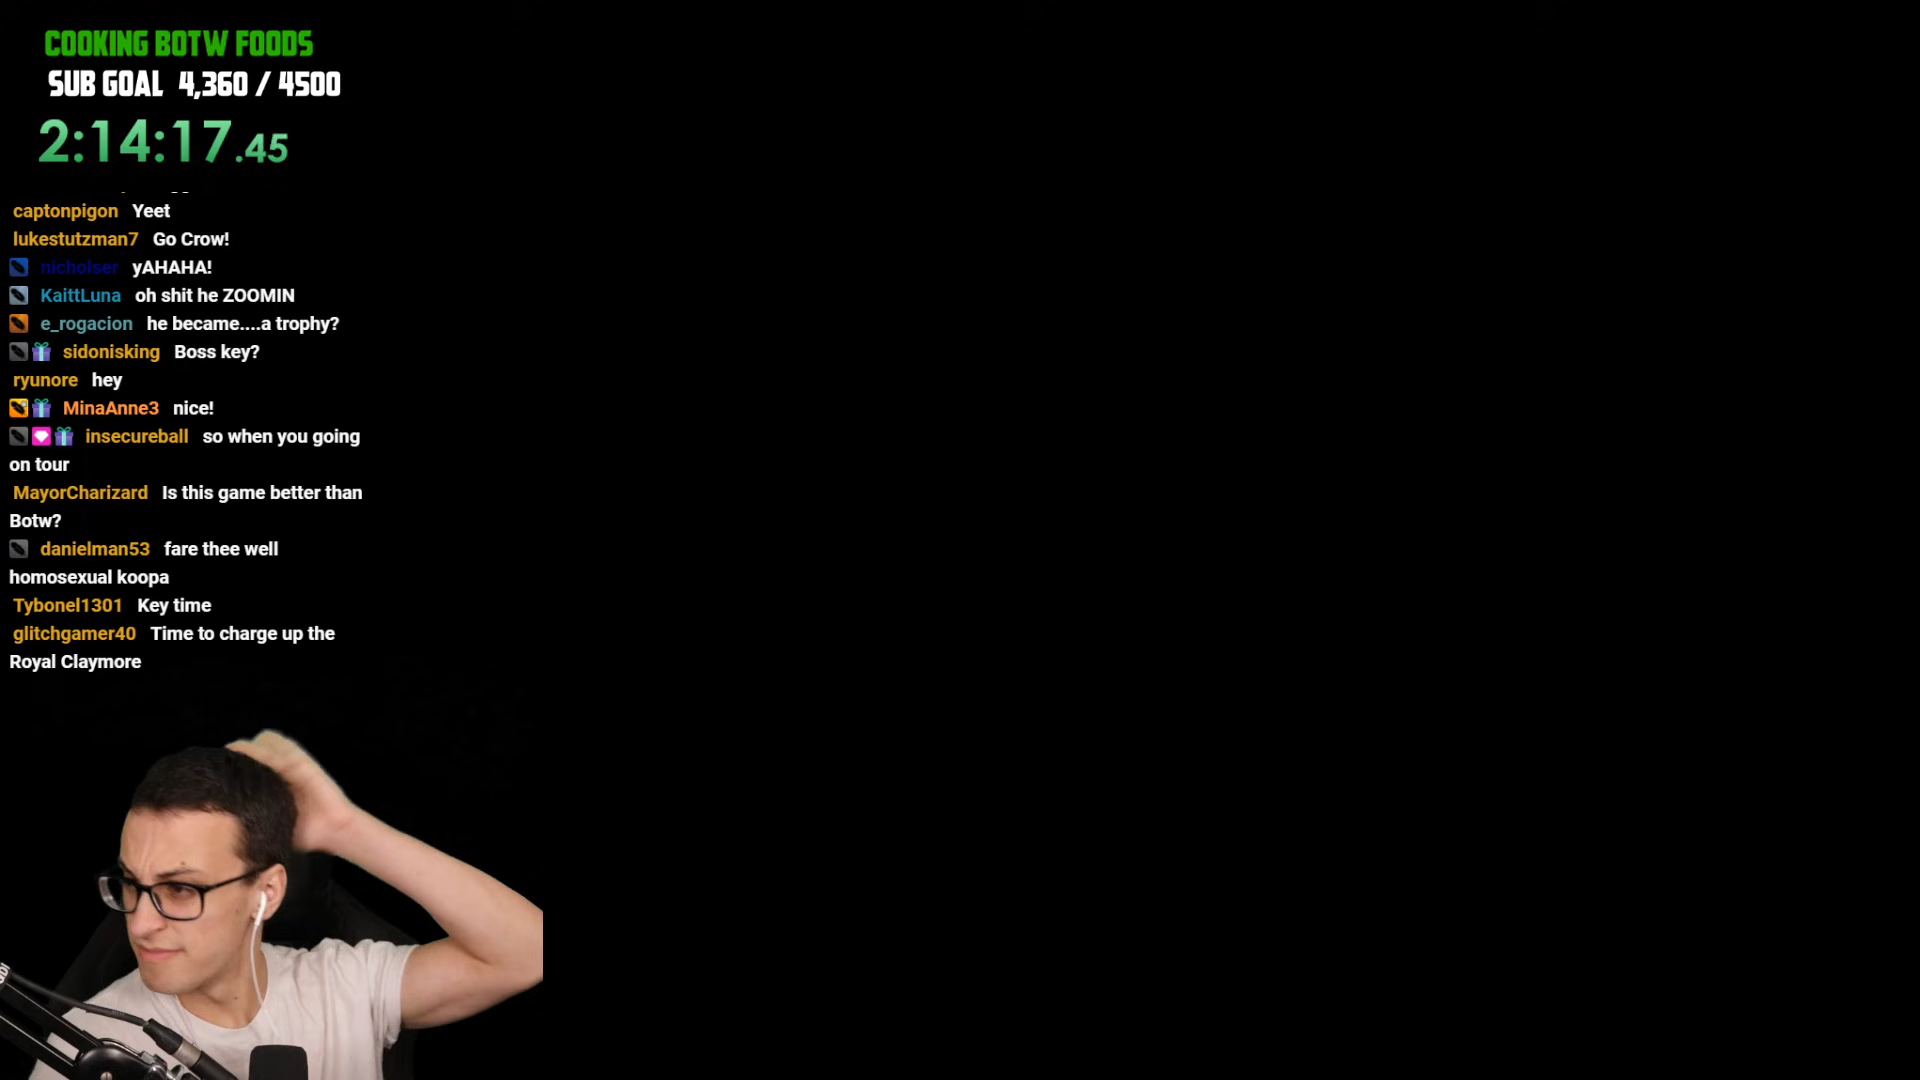 COOKING BOTW FOODS
SUB GOAL 4,360 / 4500
2:14:17.45
captonpigon Yeet
lukestutzman7 Go Crow!
nicholser yAHAHA!
KaittLuna oh shit he ZOOMIN
e_rogacion he became....a trophy?
sidonisking Boss key?
ryunore hey
MinaAnne3 nice!
insecureball so when you going
on tour
MayorCharizard Is this game better than
Botw?
danielman53 fare thee well
homosexual koopa
Tybonel1301 Key time
glitchgamer40 Time to charge up the
Royal Claymore